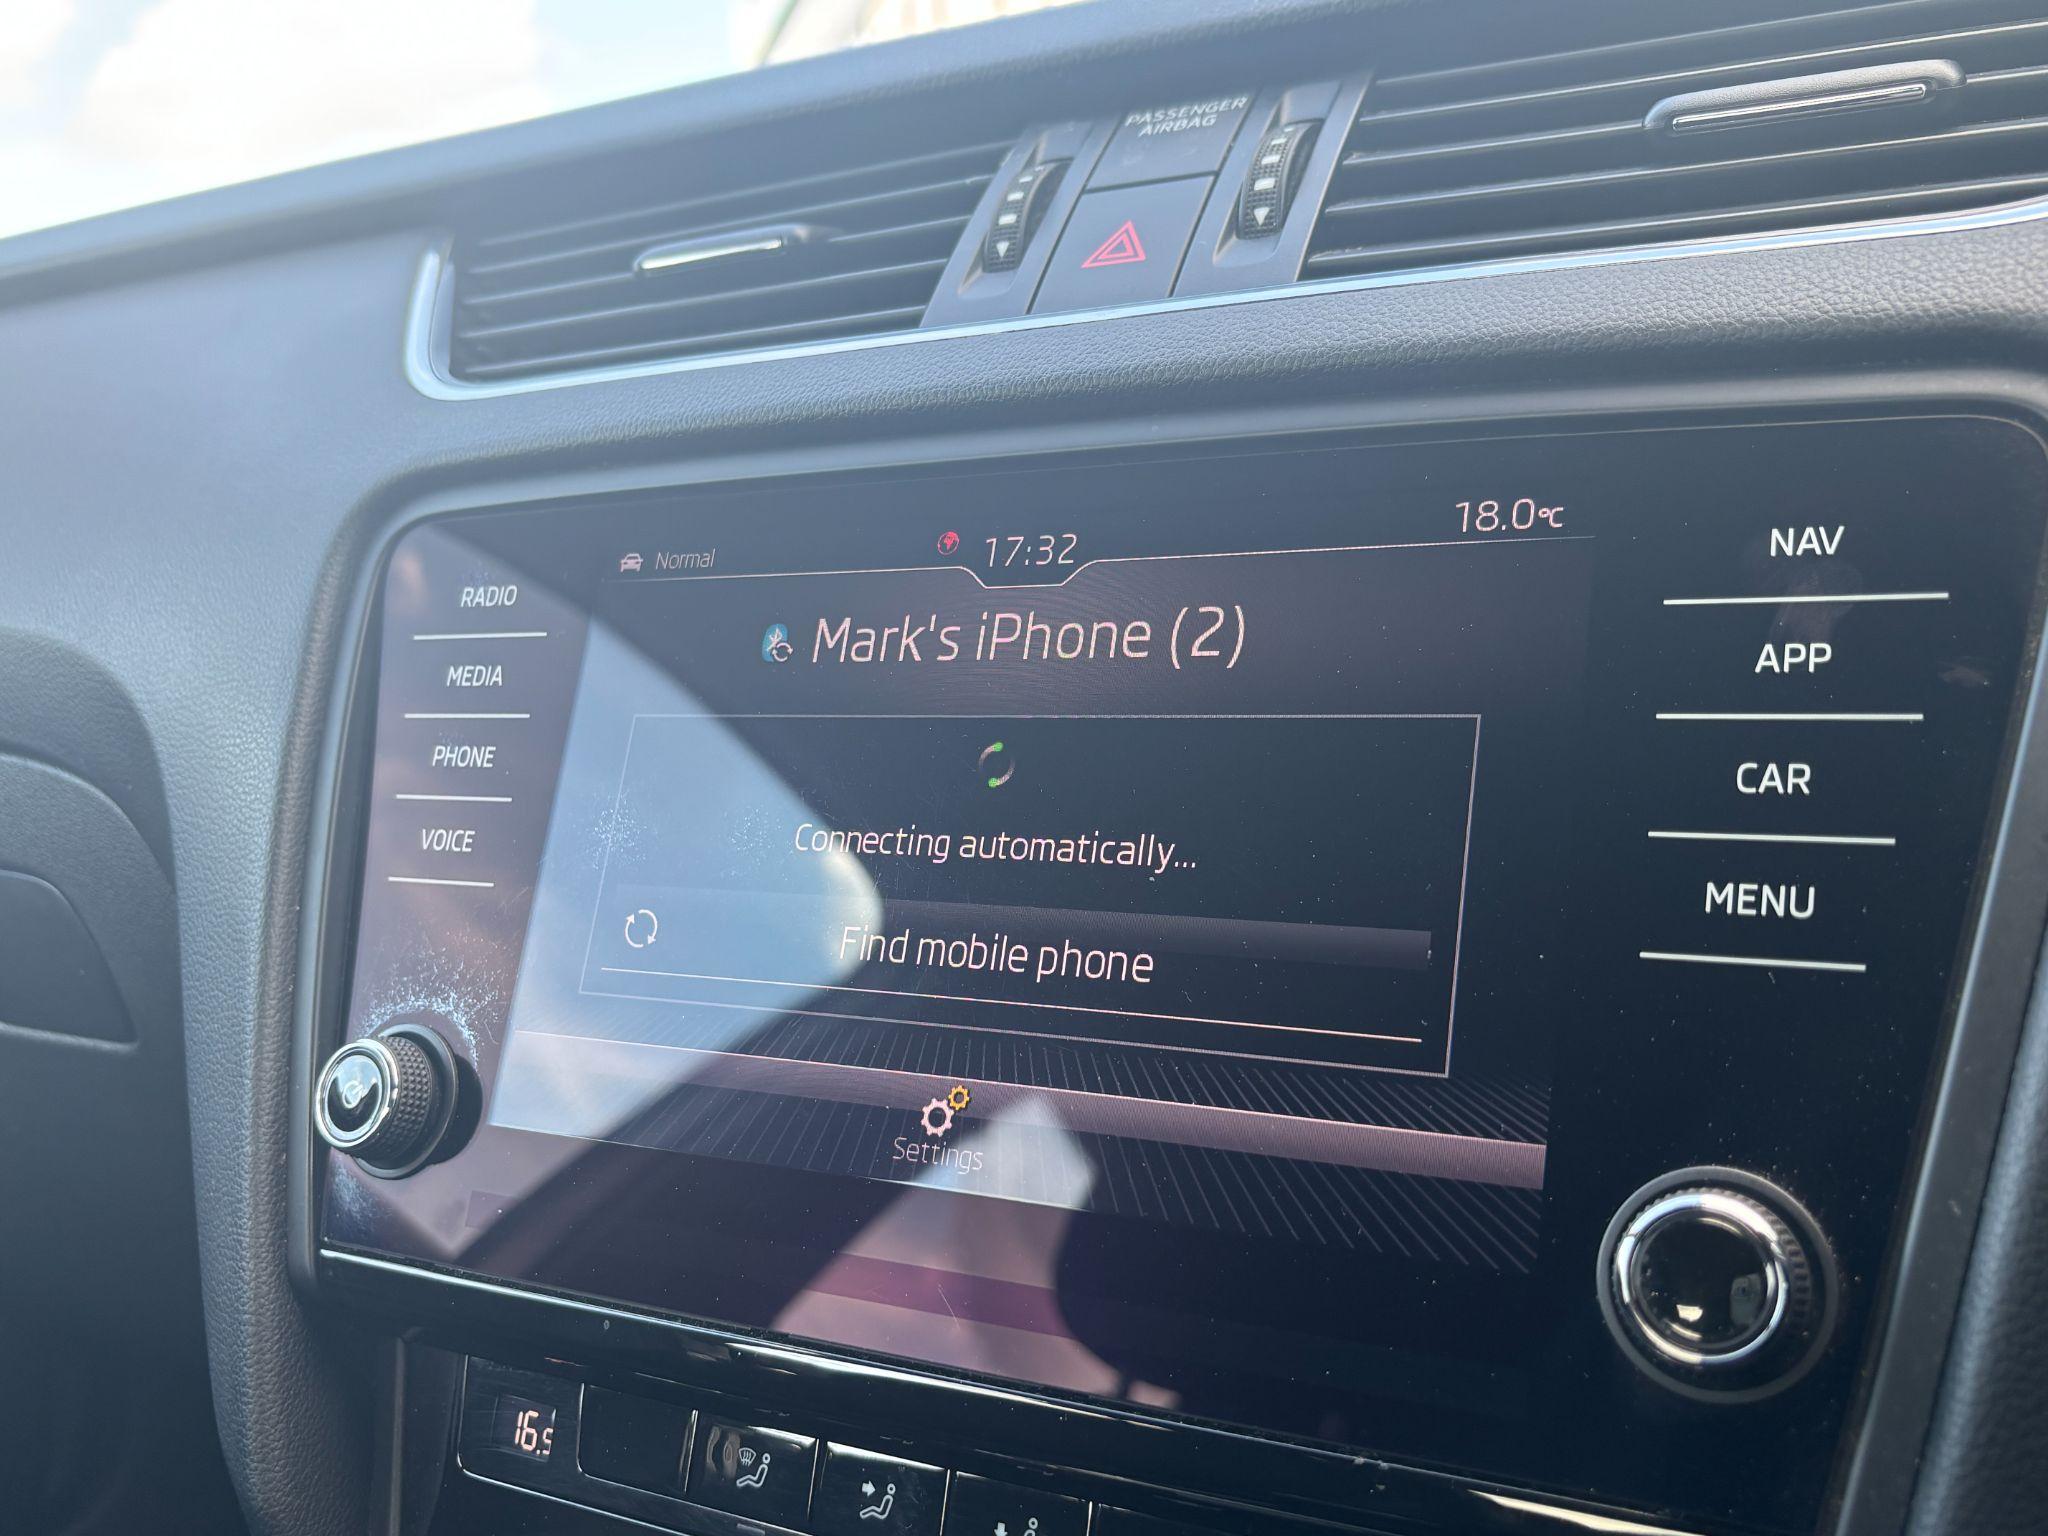 PASSENGER
AIRBAG
Normal
17:32
18.0°C
RADIO
MEDIA
PHONE
VOICE
Mark's iPhone (2)
Connecting automatically...
Find mobile phone
Settings
NAV
APP
CAR
MENU
16.5